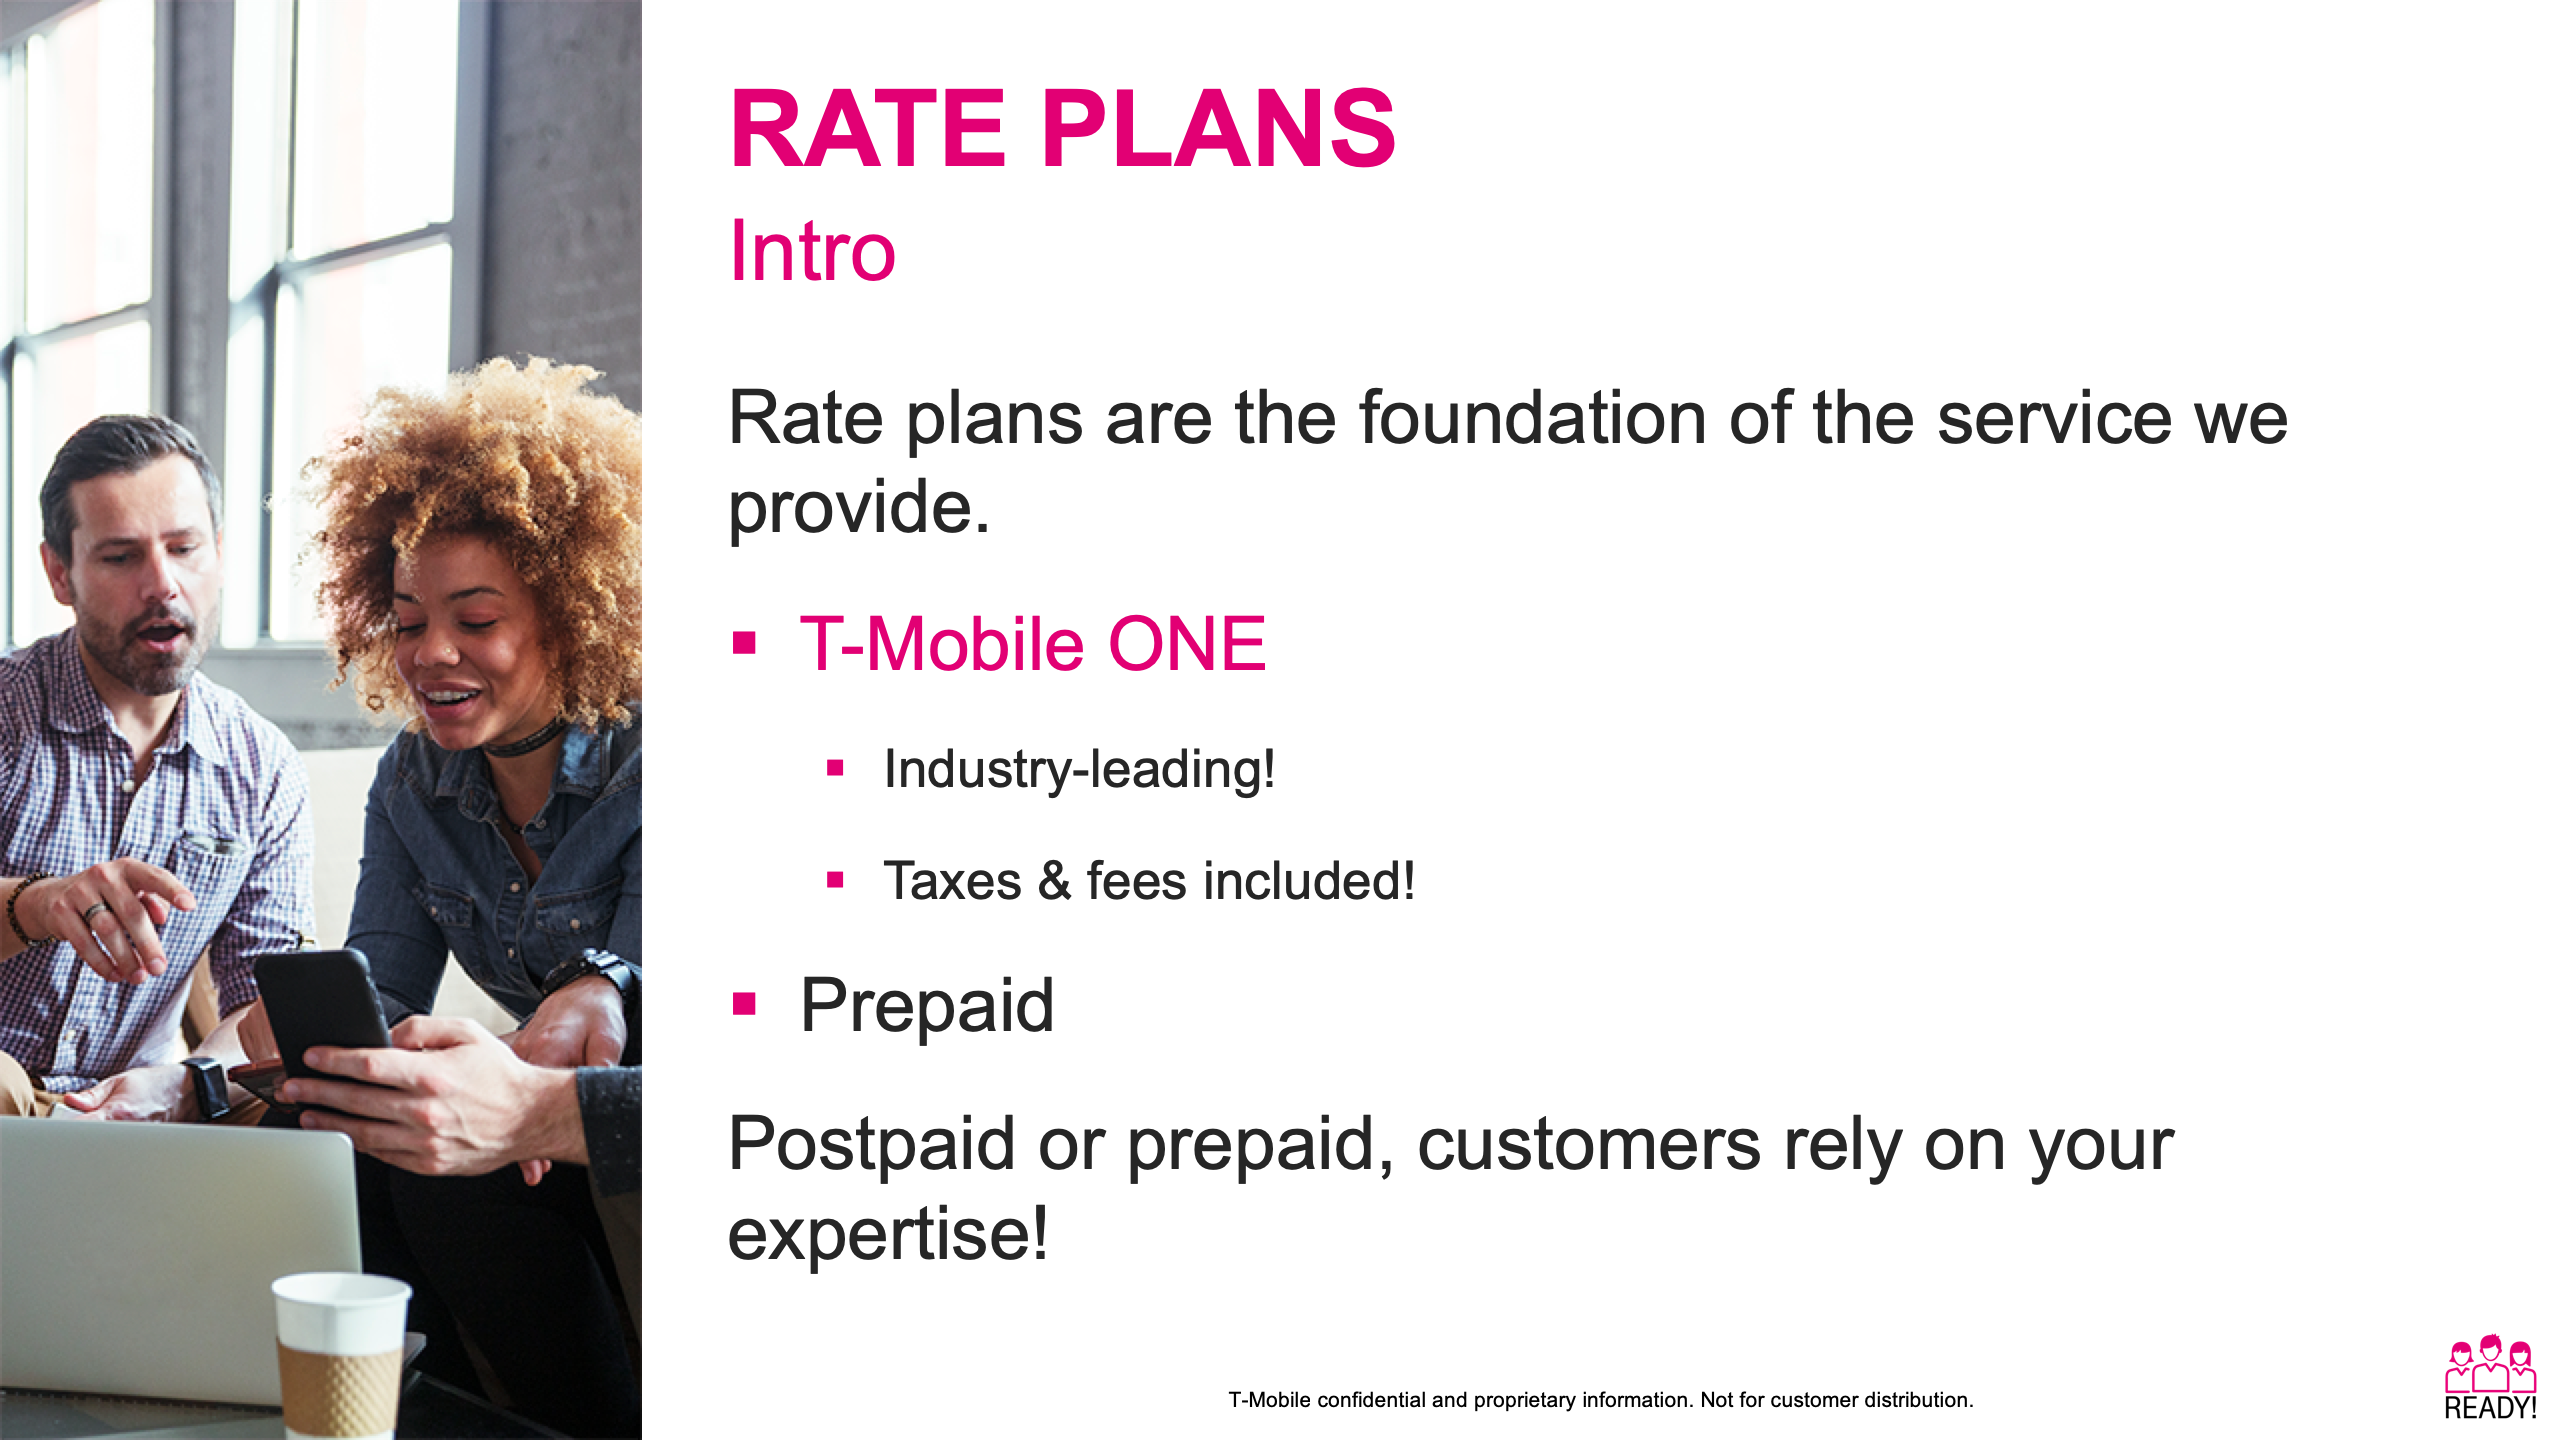 RATE PLANS
Intro
Rate plans are the foundation of the service we
provide.
T-Mobile ONE
Industry-leading!
Taxes & fees included!
Prepaid
Postpaid or prepaid, customers rely on your
expertise!
T-Mobile confidential and proprietary information. Not for customer distribution.
READY!